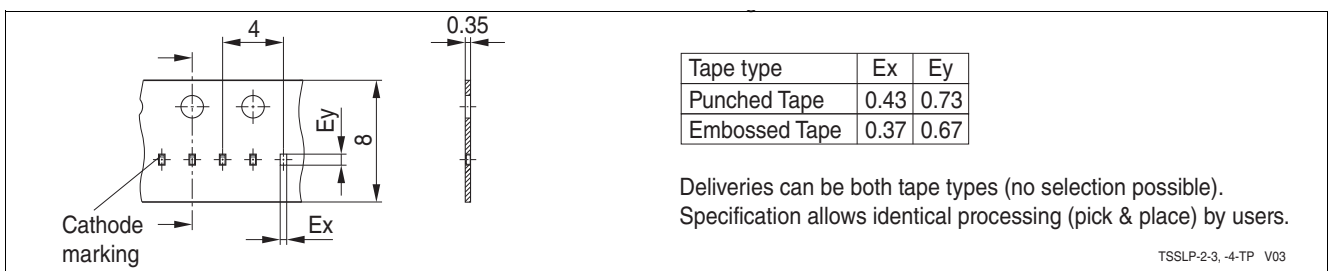 4
0.35
Ey
8
Ex
Cathode
marking
Tape type Ex Ey
Punched Tape 0.43 0.73
Embossed Tape 0.37 0.67
Deliveries can be both tape types (no selection possible).
Specification allows identical processing (pick & place) by users.
TSSLP-2-3, -4-TP V03